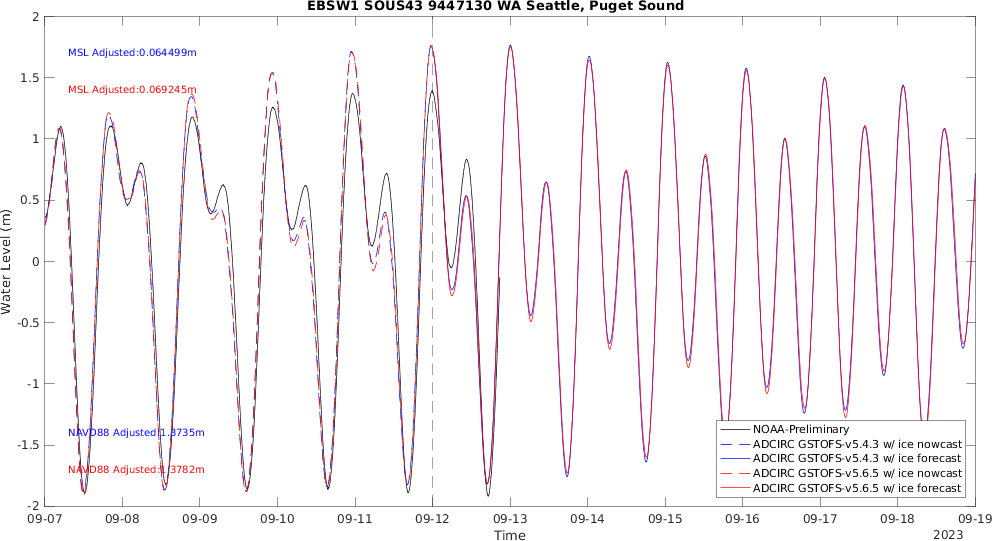 EBSW1 SOUS43 9447130 WA Seattle, Puget Sound
2
1.5
1
0.5
0
-0.5
-1
-1.5
-2
Water Level (m)
MSL Adjusted:0.064499m
MSL Adjusted:0.069245m
NAVD88 Adjusted:1.3735m
NAVD88 Adjusted:1.3782m
NOAA-Preliminary
ADCIRC GSTOFS-v5.4.3 w/ ice nowcast
ADCIRC GSTOFS-v5.4.3 w/ ice forecast
ADCIRC GSTOFS-v5.6.5 w/ ice nowcast
ADCIRC GSTOFS-v5.6.5 w/ ice forecast
09-07 09-08 09-09 09-10 09-11 09-12 09-13 09-14 09-15 09-16 09-17 09-18 09-19
Time
2023